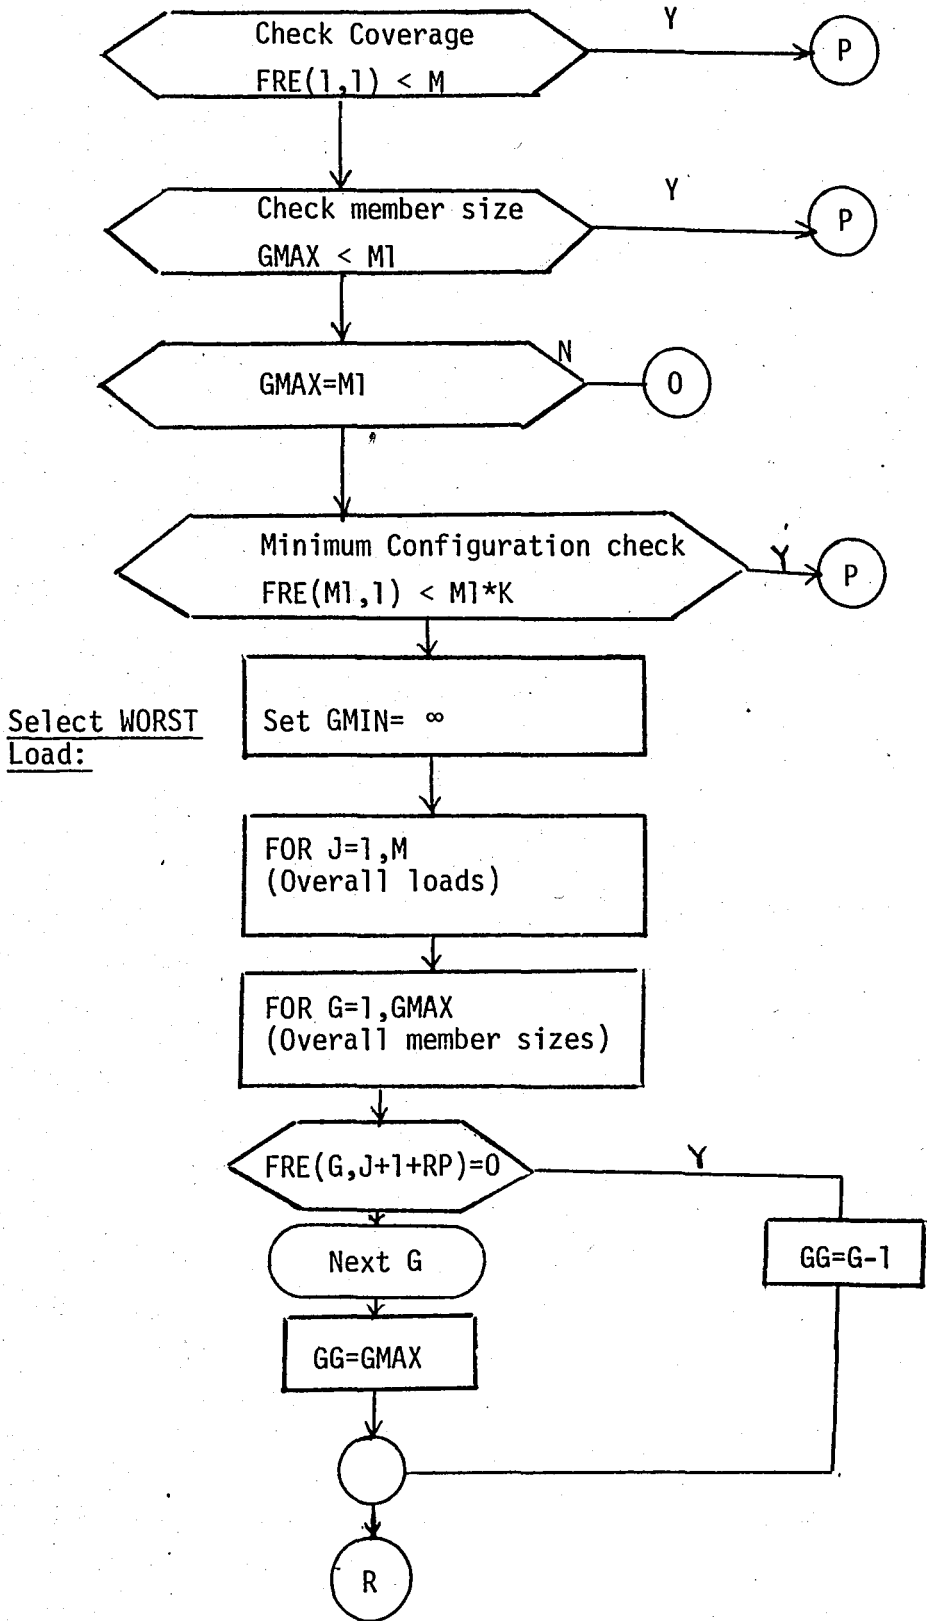 Y
Check Coverage
FRE(1,1) < M
P
Y
Check member size
GMAX < M1
P
N
GMAX=M1
O
Minimum Configuration check
FRE(M1,1) < M1*K
Y
P
Select WORST
Load:
Set GMIN= ∞
FOR J=1,M
(Overall loads)
FOR G=1,GMAX
(Overall member sizes)
FRE(G,J+1+RP)=0
Y
Next G
GG=G-1
GG=GMAX
R